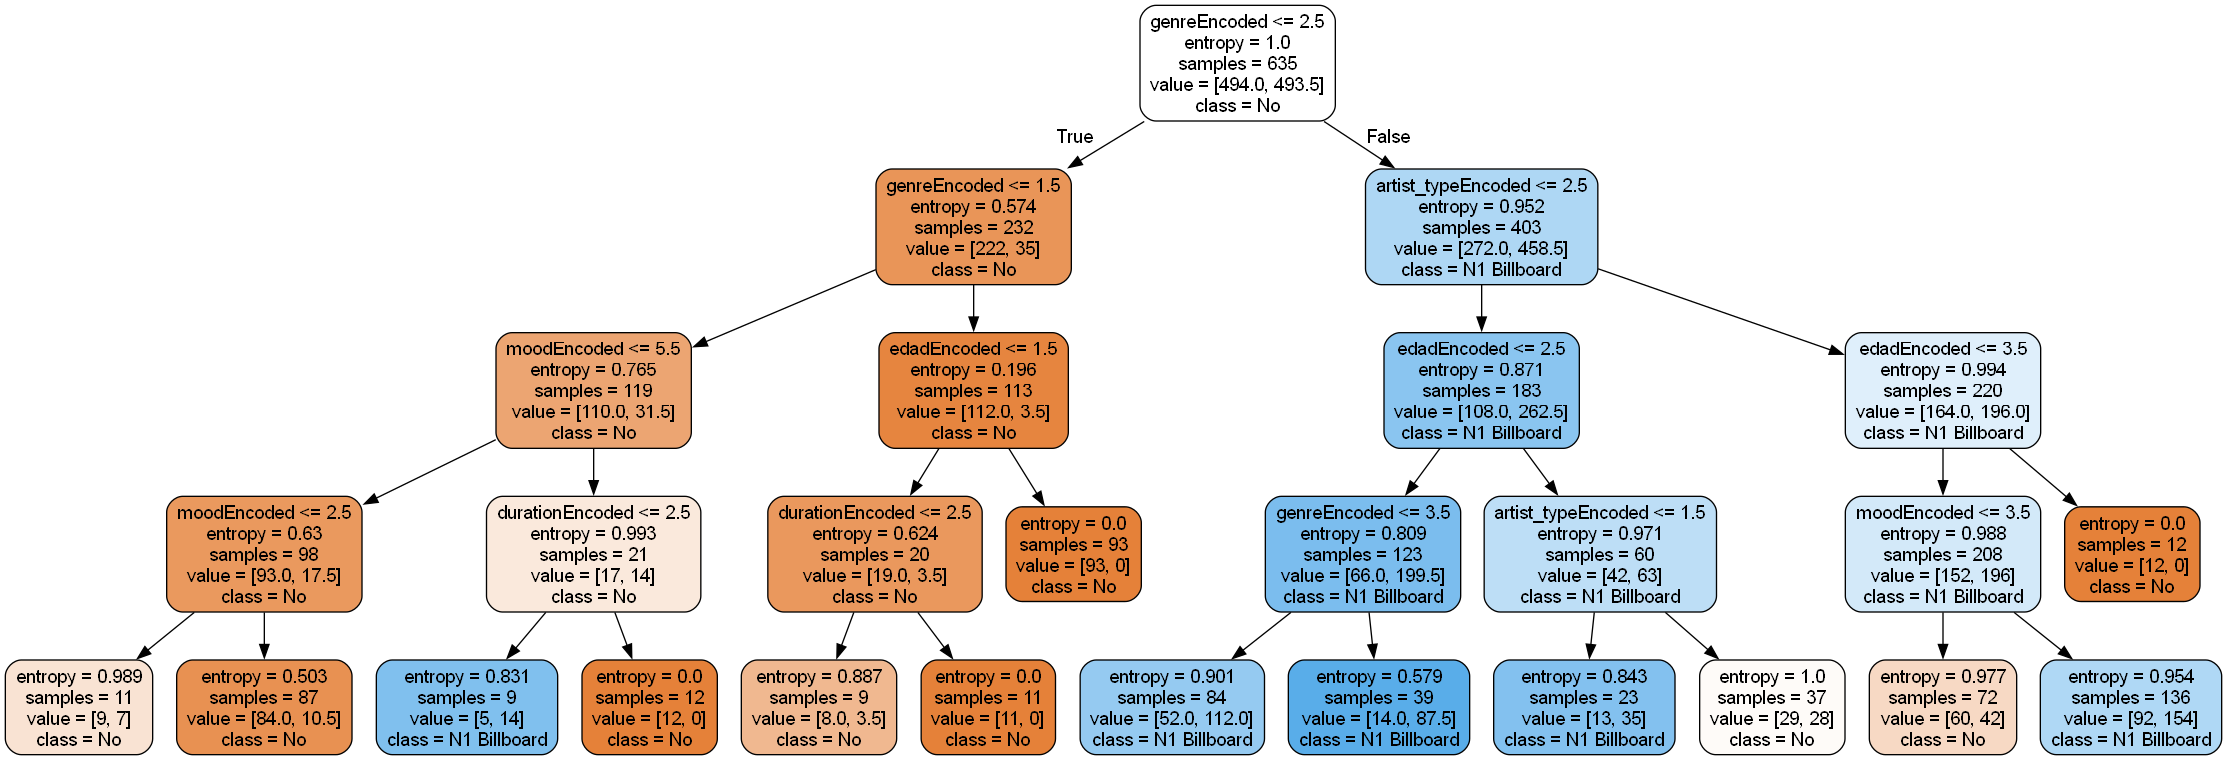 genreEncoded <= 2.5
entropy = 1.0
samples = 635
value = [494.0, 493.5]
class = No
True
False
genreEncoded <= 1.5
entropy = 0.574
samples = 232
value = [222, 35]
class = No
artist_typeEncoded <= 2.5
entropy = 0.952
samples = 403
value = [272.0, 458.5]
class = N1 Billboard
moodEncoded <= 5.5
entropy = 0.765
samples = 119
value = [110.0, 31.5]
class = No
edadEncoded <= 1.5
entropy = 0.196
samples = 113
value = [112.0, 3.5]
class = No
edadEncoded <= 2.5
entropy = 0.871
samples = 183
value = [108.0, 262.5]
class = N1 Billboard
edadEncoded <= 3.5
entropy = 0.994
samples = 220
value = [164.0, 196.0]
class = N1 Billboard
moodEncoded <= 2.5
entropy = 0.63
samples = 98
value = [93.0, 17.5]
class = No
durationEncoded <= 2.5
entropy = 0.993
samples = 21
value = [17, 14]
class = No
durationEncoded <= 2.5
entropy = 0.624
samples = 20
value = [19.0, 3.5]
class = No
entropy = 0.0
samples = 93
value = [93, 0]
class = No
genreEncoded <= 3.5
entropy = 0.809
samples = 123
value = [66.0, 199.5]
class = N1 Billboard
artist_typeEncoded <= 1.5
entropy = 0.971
samples = 60
value = [42, 63]
class = N1 Billboard
moodEncoded <= 3.5
entropy = 0.988
samples = 208
value = [152, 196]
class = N1 Billboard
entropy = 0.0
samples = 12
value = [12, 0]
class = No
entropy = 0.989
samples = 11
value = [9, 7]
class = No
entropy = 0.503
samples = 87
value = [84.0, 10.5]
class = No
entropy = 0.831
samples = 9
value = [5, 14]
class = N1 Billboard
entropy = 0.0
samples = 12
value = [12, 0]
class = No
entropy = 0.887
samples = 9
value = [8.0, 3.5]
class = No
entropy = 0.0
samples = 11
value = [11, 0]
class = No
entropy = 0.901
samples = 84
value = [52.0, 112.0]
class = N1 Billboard
entropy = 0.579
samples = 39
value = [14.0, 87.5]
class = N1 Billboard
entropy = 0.843
samples = 23
value = [13, 35]
class = N1 Billboard
entropy = 1.0
samples = 37
value = [29, 28]
class = No
entropy = 0.977
samples = 72
value = [60, 42]
class = No
entropy = 0.954
samples = 136
value = [92, 154]
class = N1 Billboard